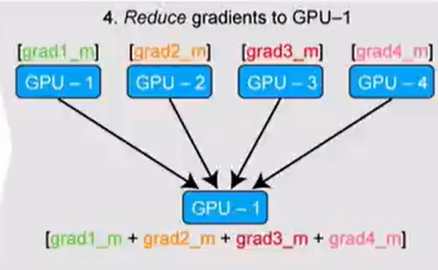 4. Reduce gradients to GPU–1
[grad1_m] [grad2_m] [grad3_m] [grad4_m]
GPU – 1 GPU – 2 GPU – 3 GPU – 4
GPU – 1
[grad1_m + grad2_m + grad3_m + grad4_m]